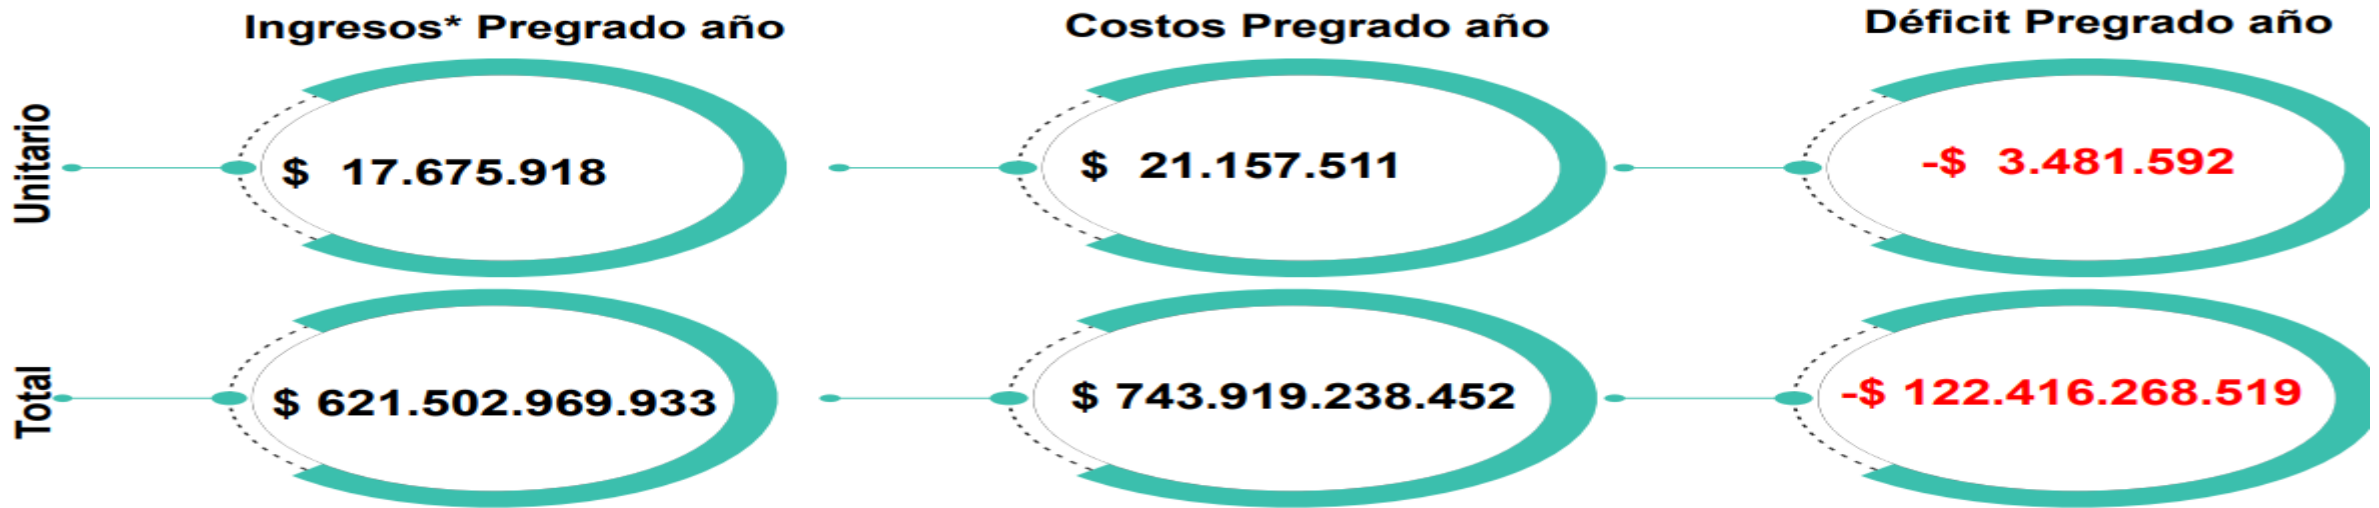 Ingresos* Pregrado año
Costos Pregrado año
Déficit Pregrado año
Unitario
$ 17.675.918
$ 21.157.511
-$ 3.481.592
Total
$ 621.502.969.933
$ 743.919.238.452
-$ 122.416.268.519